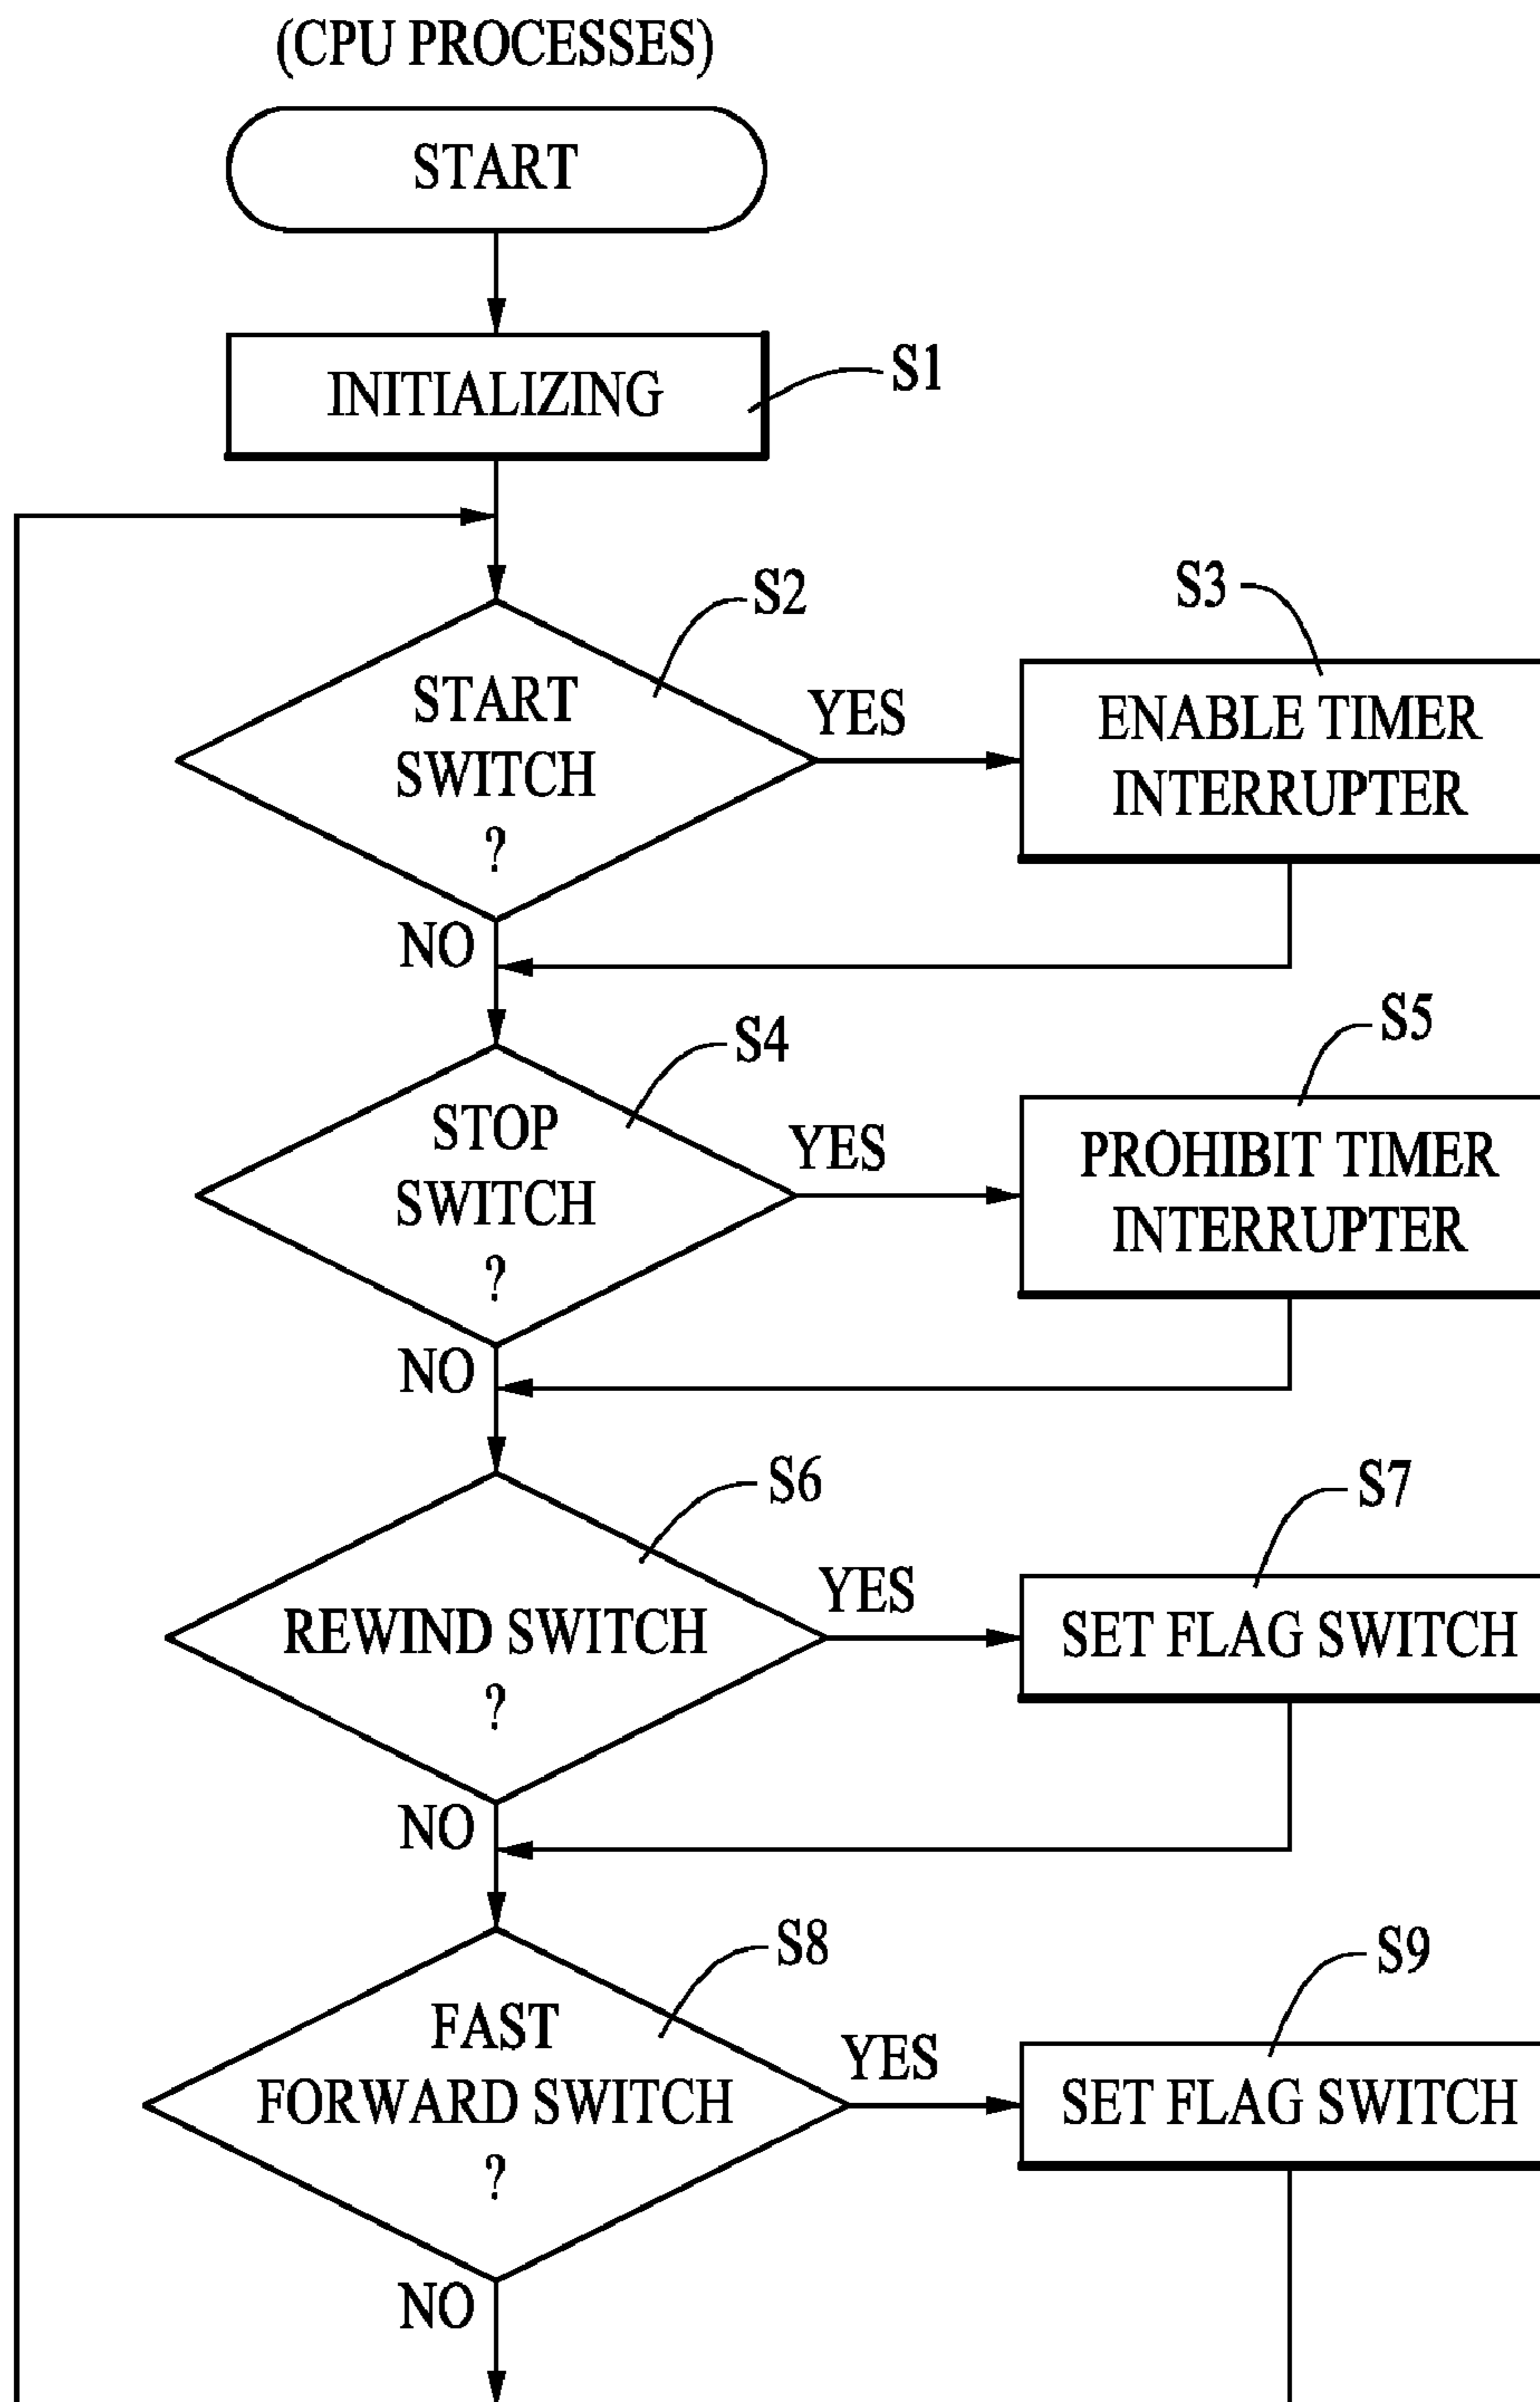 (CPU PROCESSES)
START
INITIALIZING
S1
S2
START
SWITCH
?
YES
S3
ENABLE TIMER
INTERRUPTER
NO
S4
STOP
SWITCH
?
YES
S5
PROHIBIT TIMER
INTERRUPTER
NO
S6
REWIND SWITCH
?
YES
S7
SET FLAG SWITCH
NO
S8
FAST
FORWARD SWITCH
?
YES
S9
SET FLAG SWITCH
NO